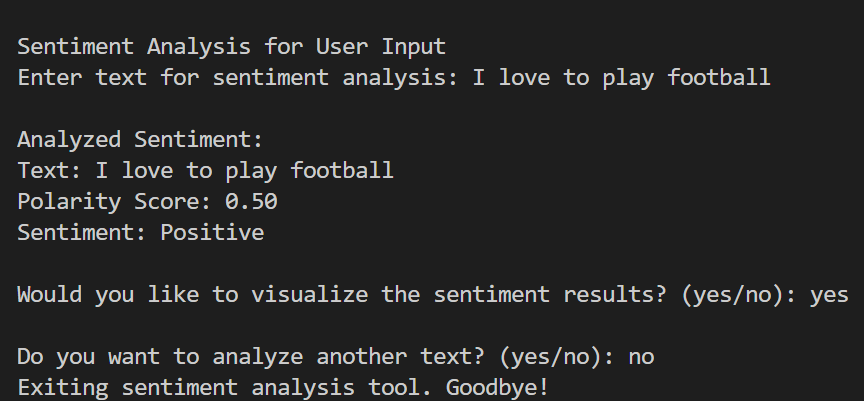 Sentiment Analysis for User Input
Enter text for sentiment analysis: I love to play football
Analyzed Sentiment:
Text: I love to play football
Polarity Score: 0.50
Sentiment: Positive
Would you like to visualize the sentiment results? (yes/no): yes
Do you want to analyze another text? (yes/no): no
Exiting sentiment analysis tool. Goodbye!